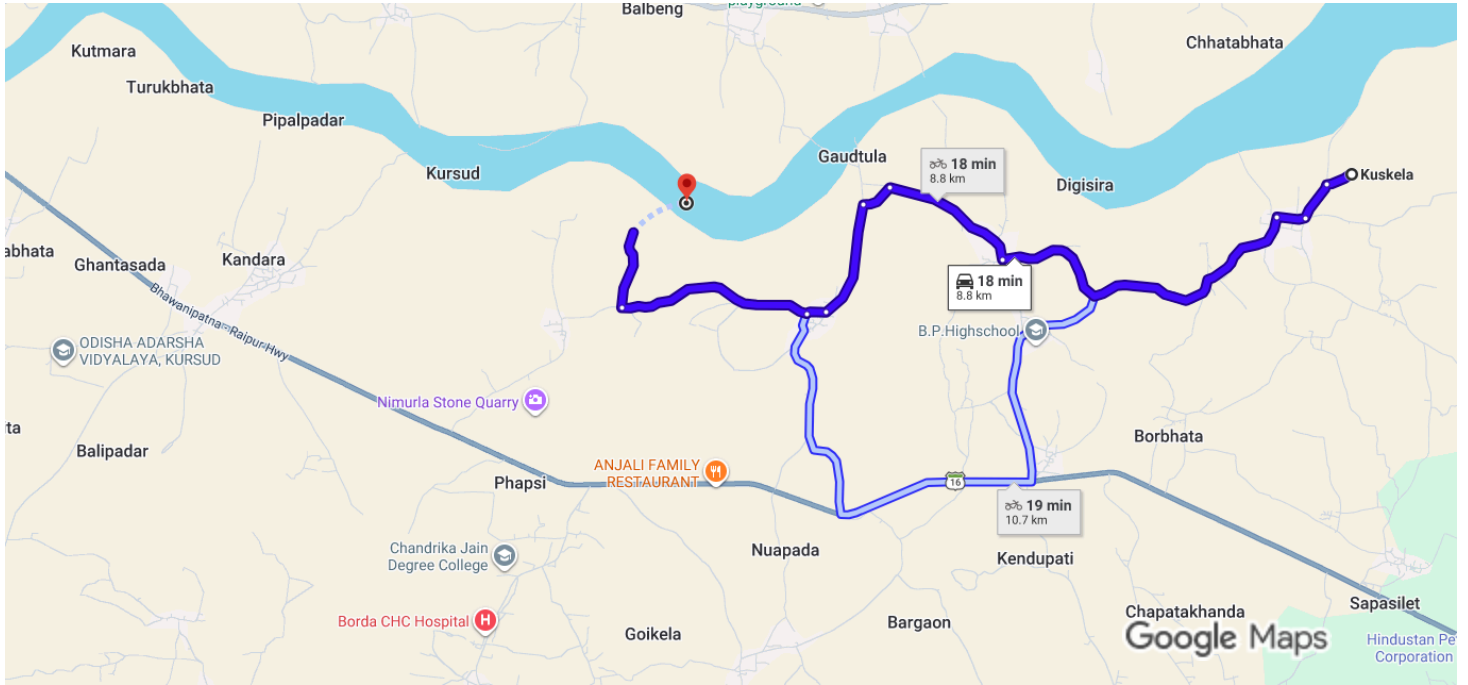 playground
Balbeng
Kutmara
Chhatabhata
Turukbhata
Pipalpadar
Gaudtula
18 min
8.8 km
Kursud
Digisira
Kuskela
abhata
Ghantasada
Kandara
18 min
8.8 km
Bhawanipatna - Raipur Hwy
B.P.Highschool
ODISHA ADARSHA
VIDYALAYA, KURSUD
Nimurla Stone Quarry
ta
Balipadar
Borbhata
ANJALI FAMILY
RESTAURANT
Phapsi
16
19 min
10.7 km
Nuapada
Chandrika Jain
Degree College
Kendupati
Sapasilet
Chapatakhanda
Borda CHC Hospital
Bargaon
Goikela
Google Maps
Hindustan Pe
Corporation